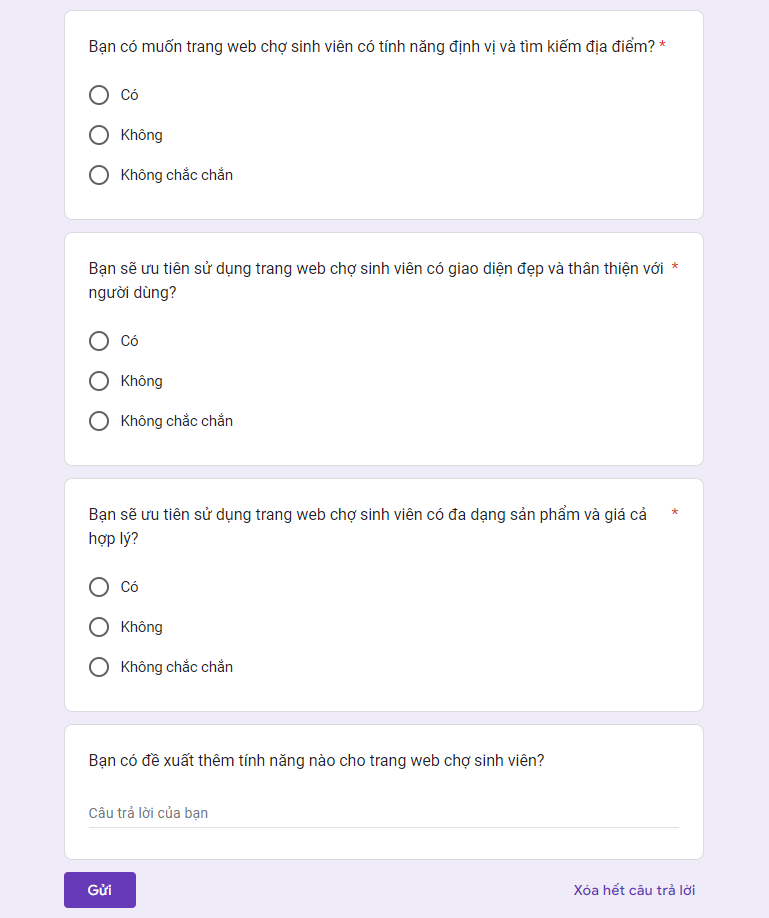 Bạn có muốn trang web chợ sinh viên có tính năng định vị và tìm kiếm địa điểm? *
Có
Không
Không chắc chắn
Bạn sẽ ưu tiên sử dụng trang web chợ sinh viên có giao diện đẹp và thân thiện với *
người dùng?
Có
Không
Không chắc chắn
Bạn sẽ ưu tiên sử dụng trang web chợ sinh viên có đa dạng sản phẩm và giá cả *
hợp lý?
Có
Không
Không chắc chắn
Bạn có đề xuất thêm tính năng nào cho trang web chợ sinh viên?
Câu trả lời của bạn
Gửi Xóa hết câu trả lời